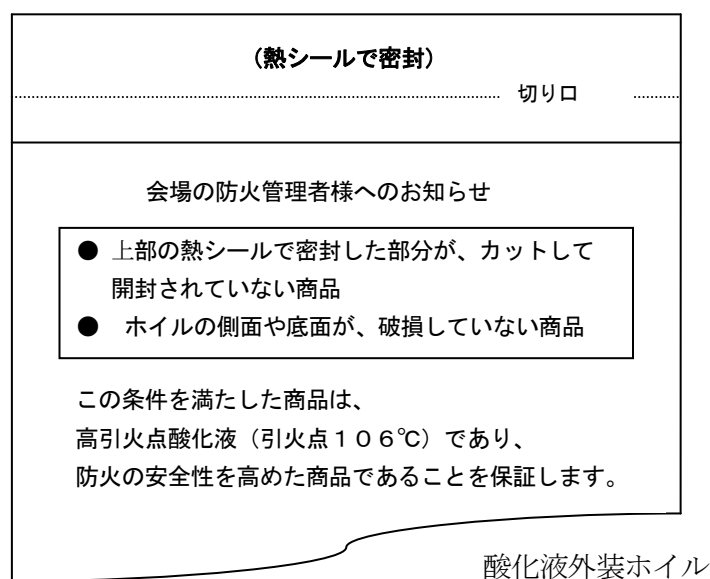 （熱シールで密封）
切り口
会場の防火管理者様へのお知らせ
● 上部の熱シールで密封した部分が、カットして
開封されていない商品
● ホイルの側面や底面が、破損していない商品
この条件を満たした商品は、
高引火点酸化液（引火点１０６℃）であり、
防火の安全性を高めた商品であることを保証します。
酸化液外装ホイル